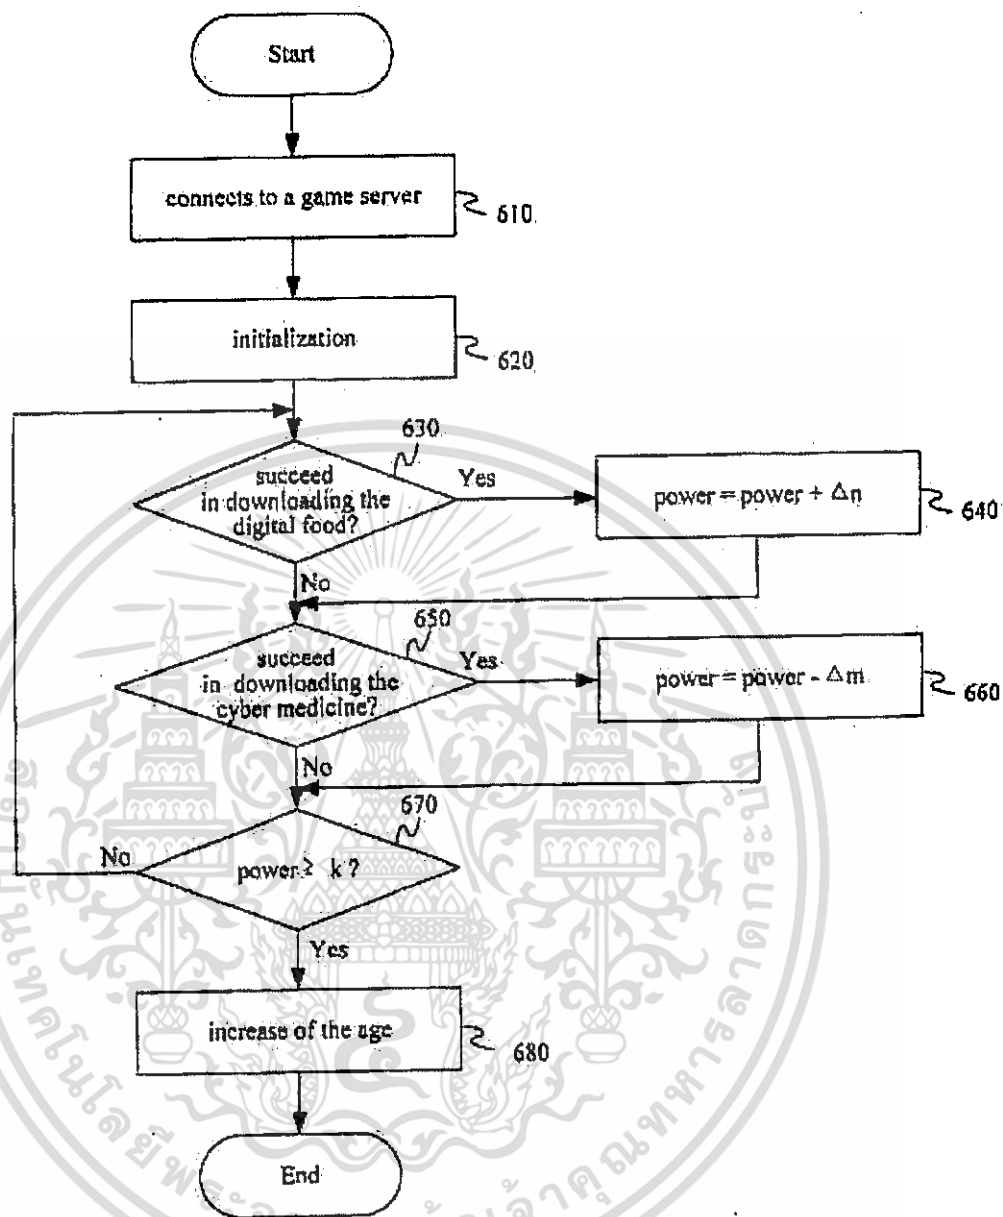 Start
connects to a game server
610
initialization
620
630
succeed
in downloading the
digital food?
Yes
power = power + Δn
640
No
650
succeed
in downloading the
cyber medicine?
Yes
power = power - Δm
660
No
670
No
power ≥ k ?
Yes
increase of the age
680
End